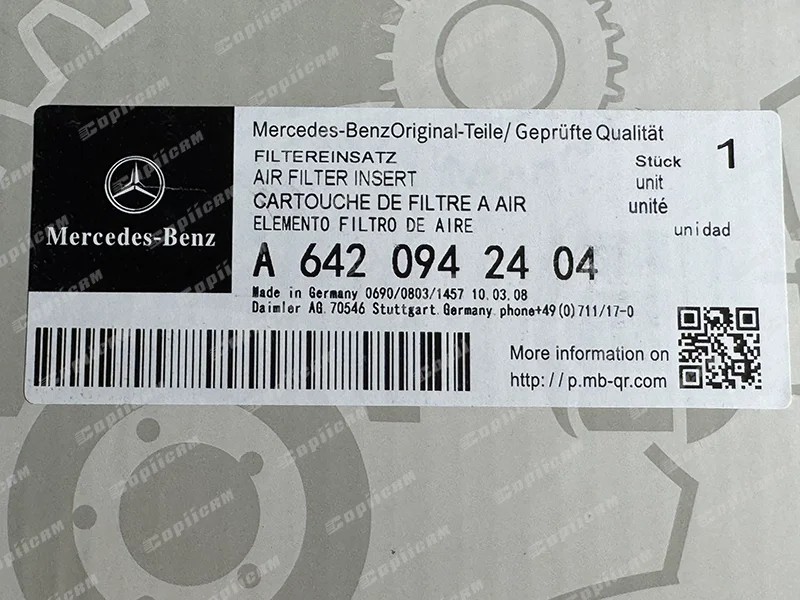 Mercedes-Benz
Mercedes-BenzOriginal-Teile/ Geprüfte Qualität
FILTEREINSATZ Stück 1
AIR FILTER INSERT unit
CARTOUCHE DE FILTRE A AIR unité
ELEMENTO FILTRO DE AIRE unidad
A 642 094 24 04
Made in Germany 0690/0803/1457 10.03.08
Daimler AG.70546 Stuttgart.Germany.phone+49(0)711/17-0
More information on
http://p.mb-qr.com
Copiicam